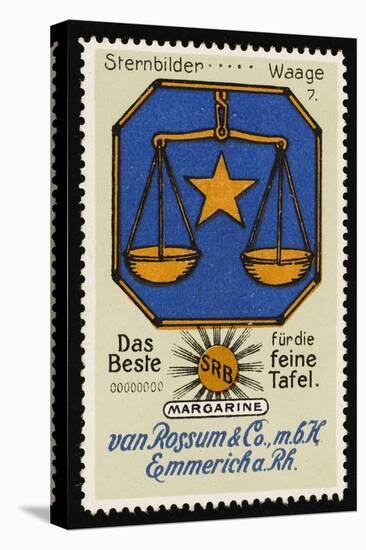 Sternbilder ..... Waage
7.
Das Beste
für die feine Tafel.
SRB
MARGARINE
van Rossum & Co., m.b.H.
Emmerich a. Rh.